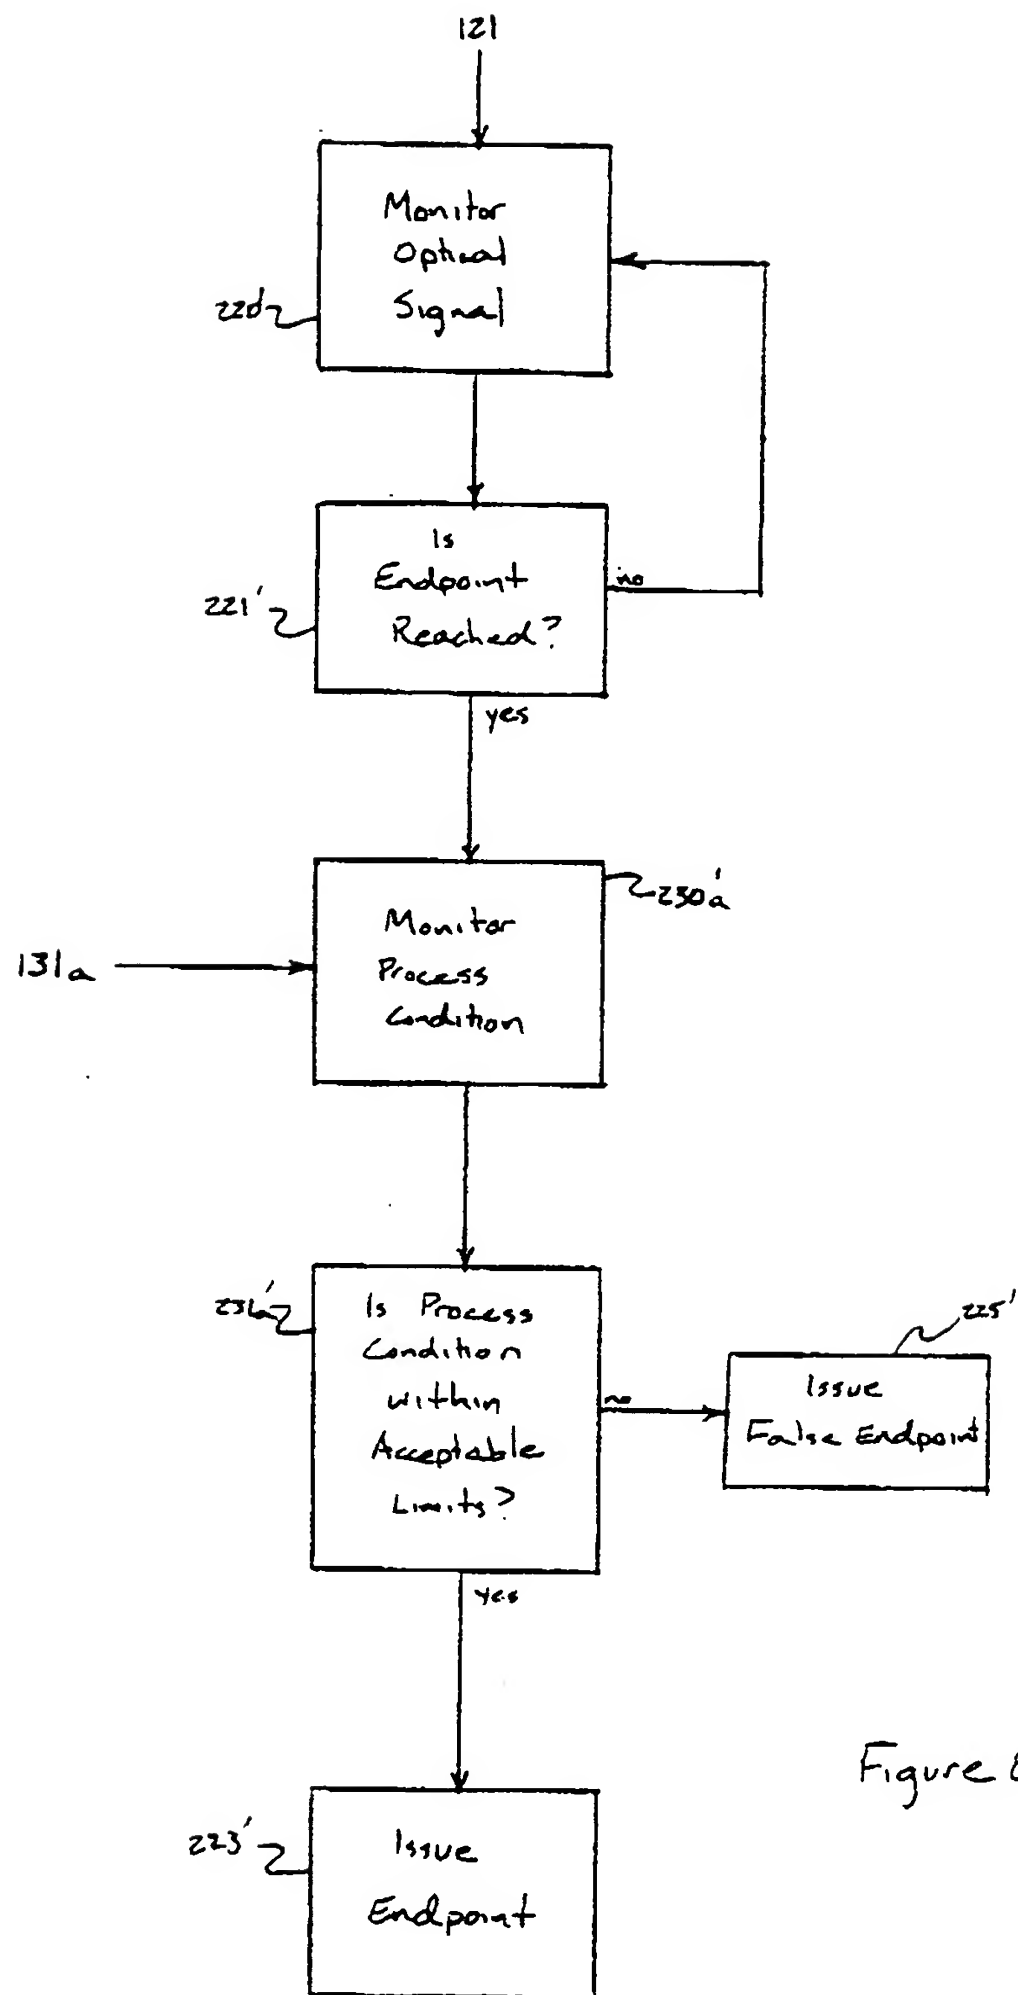 121
Monitor
Optical
Signal
220'
Is
Endpoint
Reached?
no
221'
yes
230a'
Monitor
Process
Condition
131a
231a'
Is Process
Condition
within
Acceptable
Limits?
no
225'
Issue
False Endpoint
yes
Figure
223'
Issue
Endpoint